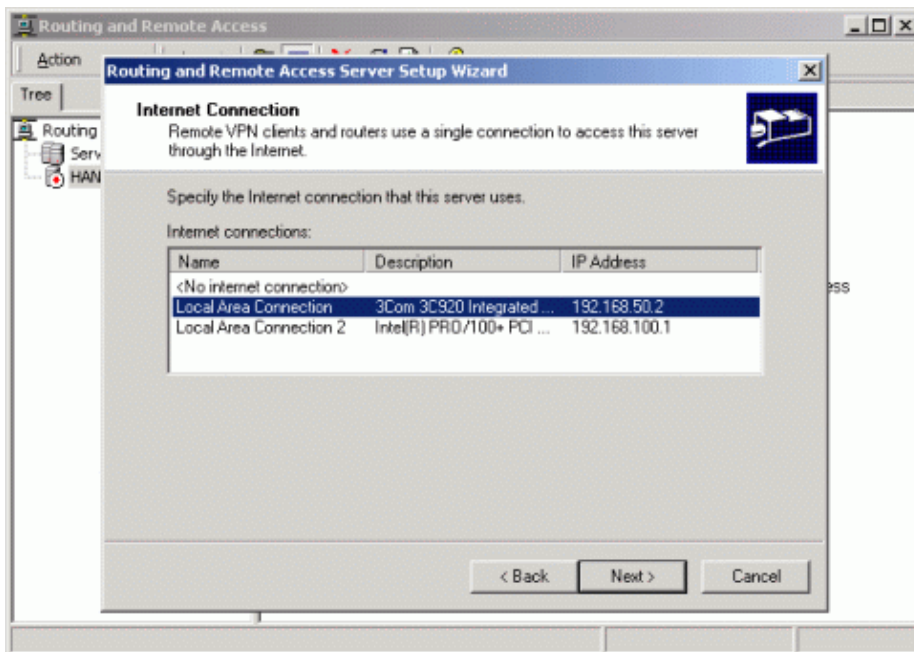 Routing and Remote Access
Action
Routing and Remote Access Server Setup Wizard
Tree
Internet Connection
Remote VPN clients and routers use a single connection to access this server
through the Internet.
Routing
Serv
HAN
Specify the Internet connection that this server uses.
Internet connections:
Name Description IP Address
<No internet connection>
ess
Local Area Connection 3Com 3C920 Integrated ... 192.168.50.2
Local Area Connection 2 Intel(R) PRO/100+ PCI ... 192.168.100.1
< Back Next > Cancel